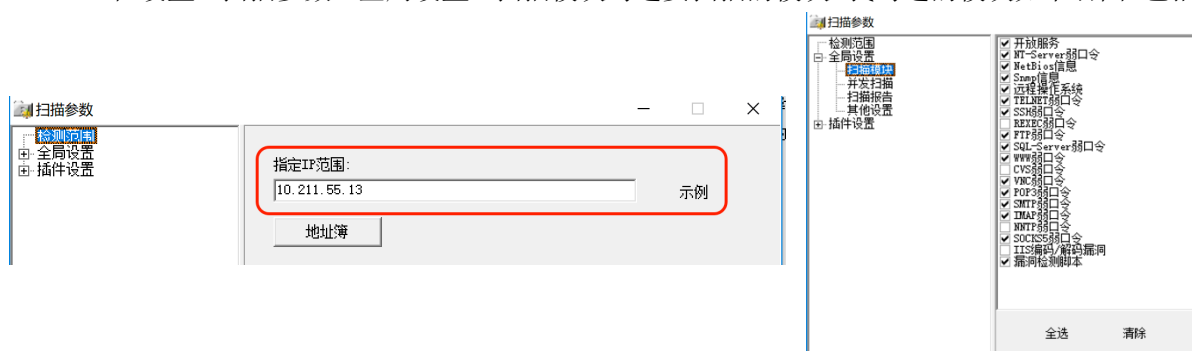 扫描参数
检测范围
全局设置
插件设置
指定IP范围:
10.211.55.13
示例
地址簿
扫描参数
检测范围
全局设置
扫描模块
并发扫描
扫描报告
其他设置
插件设置
开放服务
NT-Server弱口令
NetBios信息
Snmp信息
远程操作系统
TELNET弱口令
SSH弱口令
REXEC弱口令
FTP弱口令
SQL-Server弱口令
WWW弱口令
CVS弱口令
VNC弱口令
POP3弱口令
SMTP弱口令
IMAP弱口令
NNTP弱口令
SOCKS5弱口令
IIS编码/解码漏洞
漏洞检测脚本
全选
清除